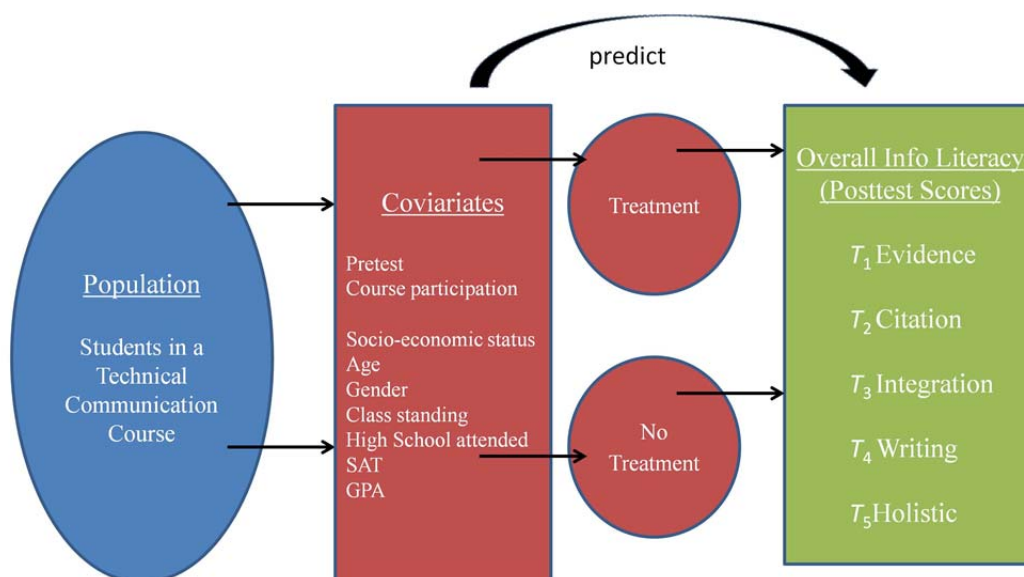 predict
Population
Students in a
Technical
Communication
Course
Coviariates
Pretest
Course participation
Socio-economic status
Age
Gender
Class standing
High School attended
SAT
GPA
Treatment
No
Treatment
Overall Info Literacy
(Posttest Scores)
T₁ Evidence
T₂ Citation
T₃ Integration
T₄ Writing
T₅Holistic